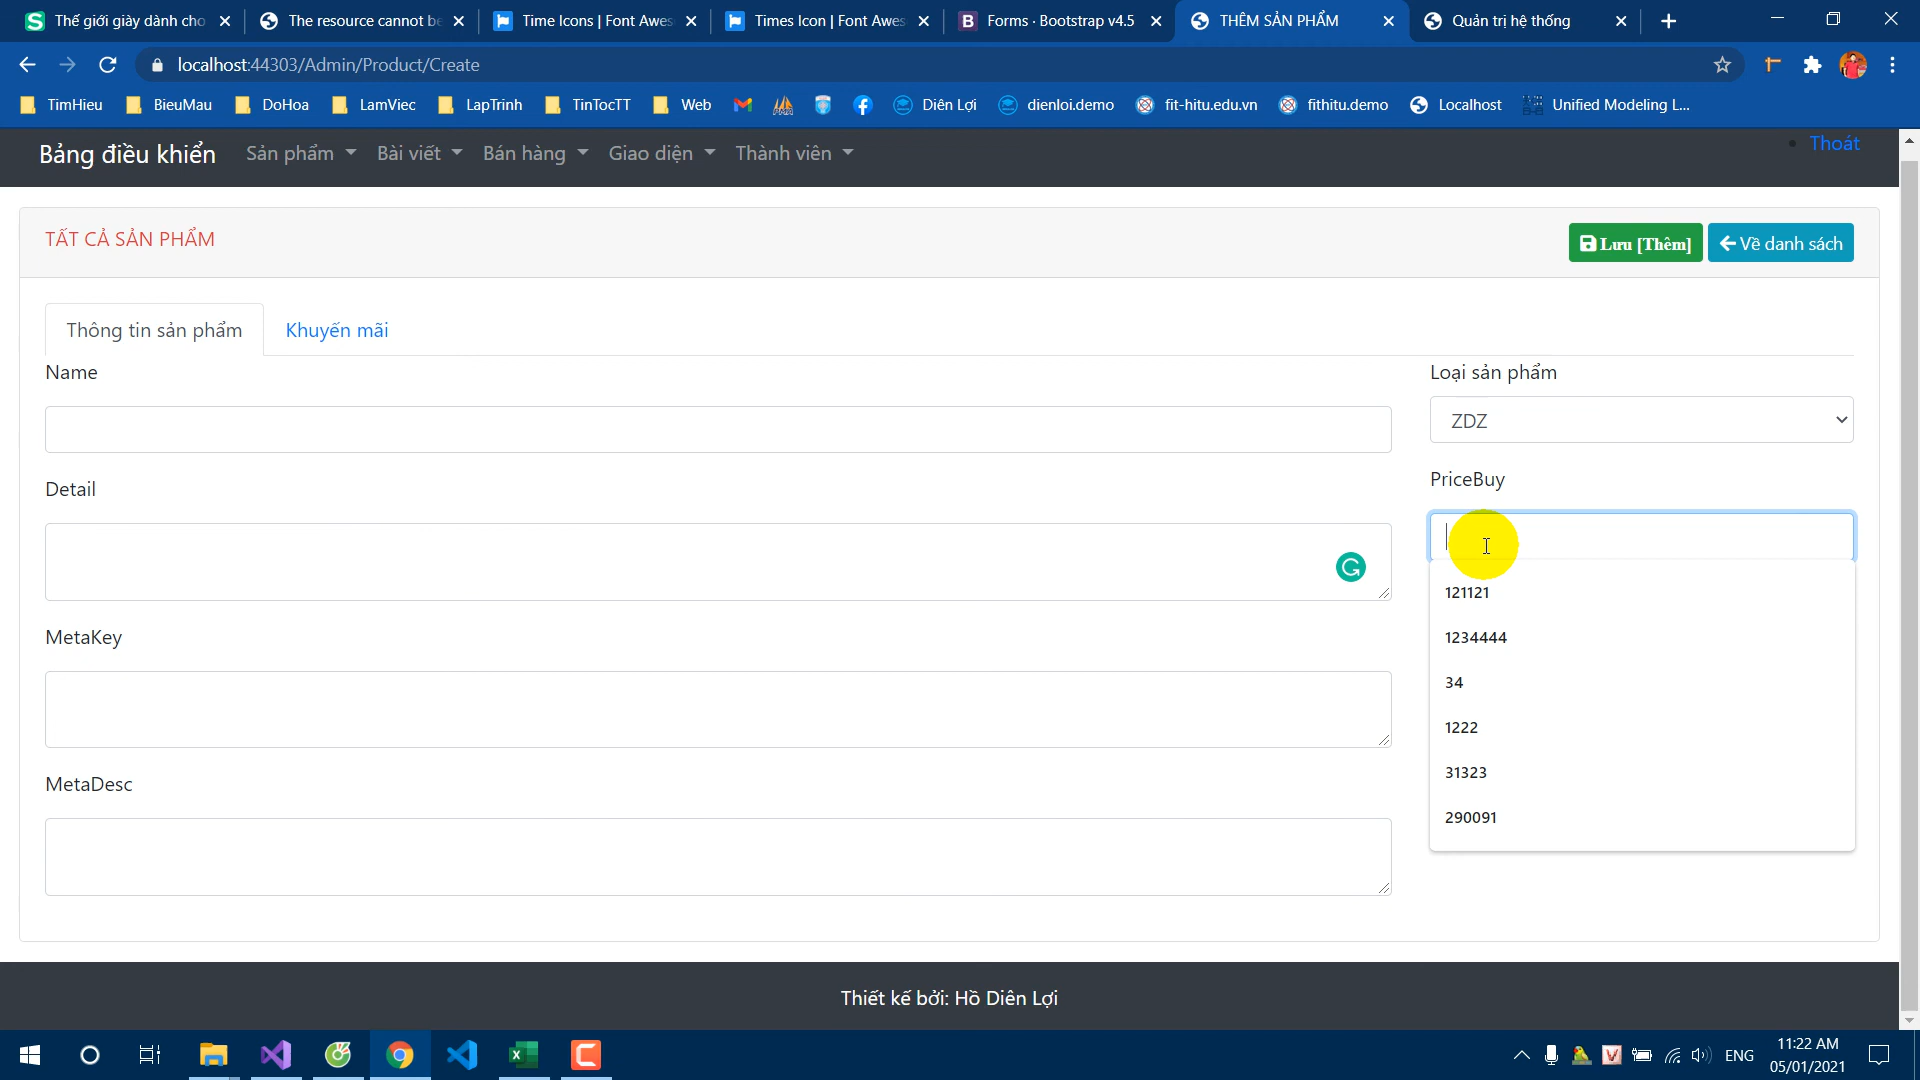 Thế giới giày dành cho
The resource cannot be
Time Icons | Font Awes
Times Icon | Font Awes
Forms · Bootstrap v4.5
THÊM SẢN PHẨM
Quản trị hệ thống
localhost:44303/Admin/Product/Create
TimHieu BieuMau DoHoa LamViec LapTrinh TinTocTT Web Diên Lợi dienloi.demo fit-hitu.edu.vn fithitu.demo Localhost Unified Modeling L...
Bảng điều khiển Sản phẩm Bài viết Bán hàng Giao diện Thành viên Thoát
TẤT CẢ SẢN PHẨM Lưu [Thêm] Về danh sách
Thông tin sản phẩm Khuyến mãi
Name
Detail
MetaKey
MetaDesc
Loại sản phẩm
ZDZ
PriceBuy
121121
1234444
34
1222
31323
290091
Thiết kế bởi: Hồ Diên Lợi
ENG
11:22 AM
05/01/2021